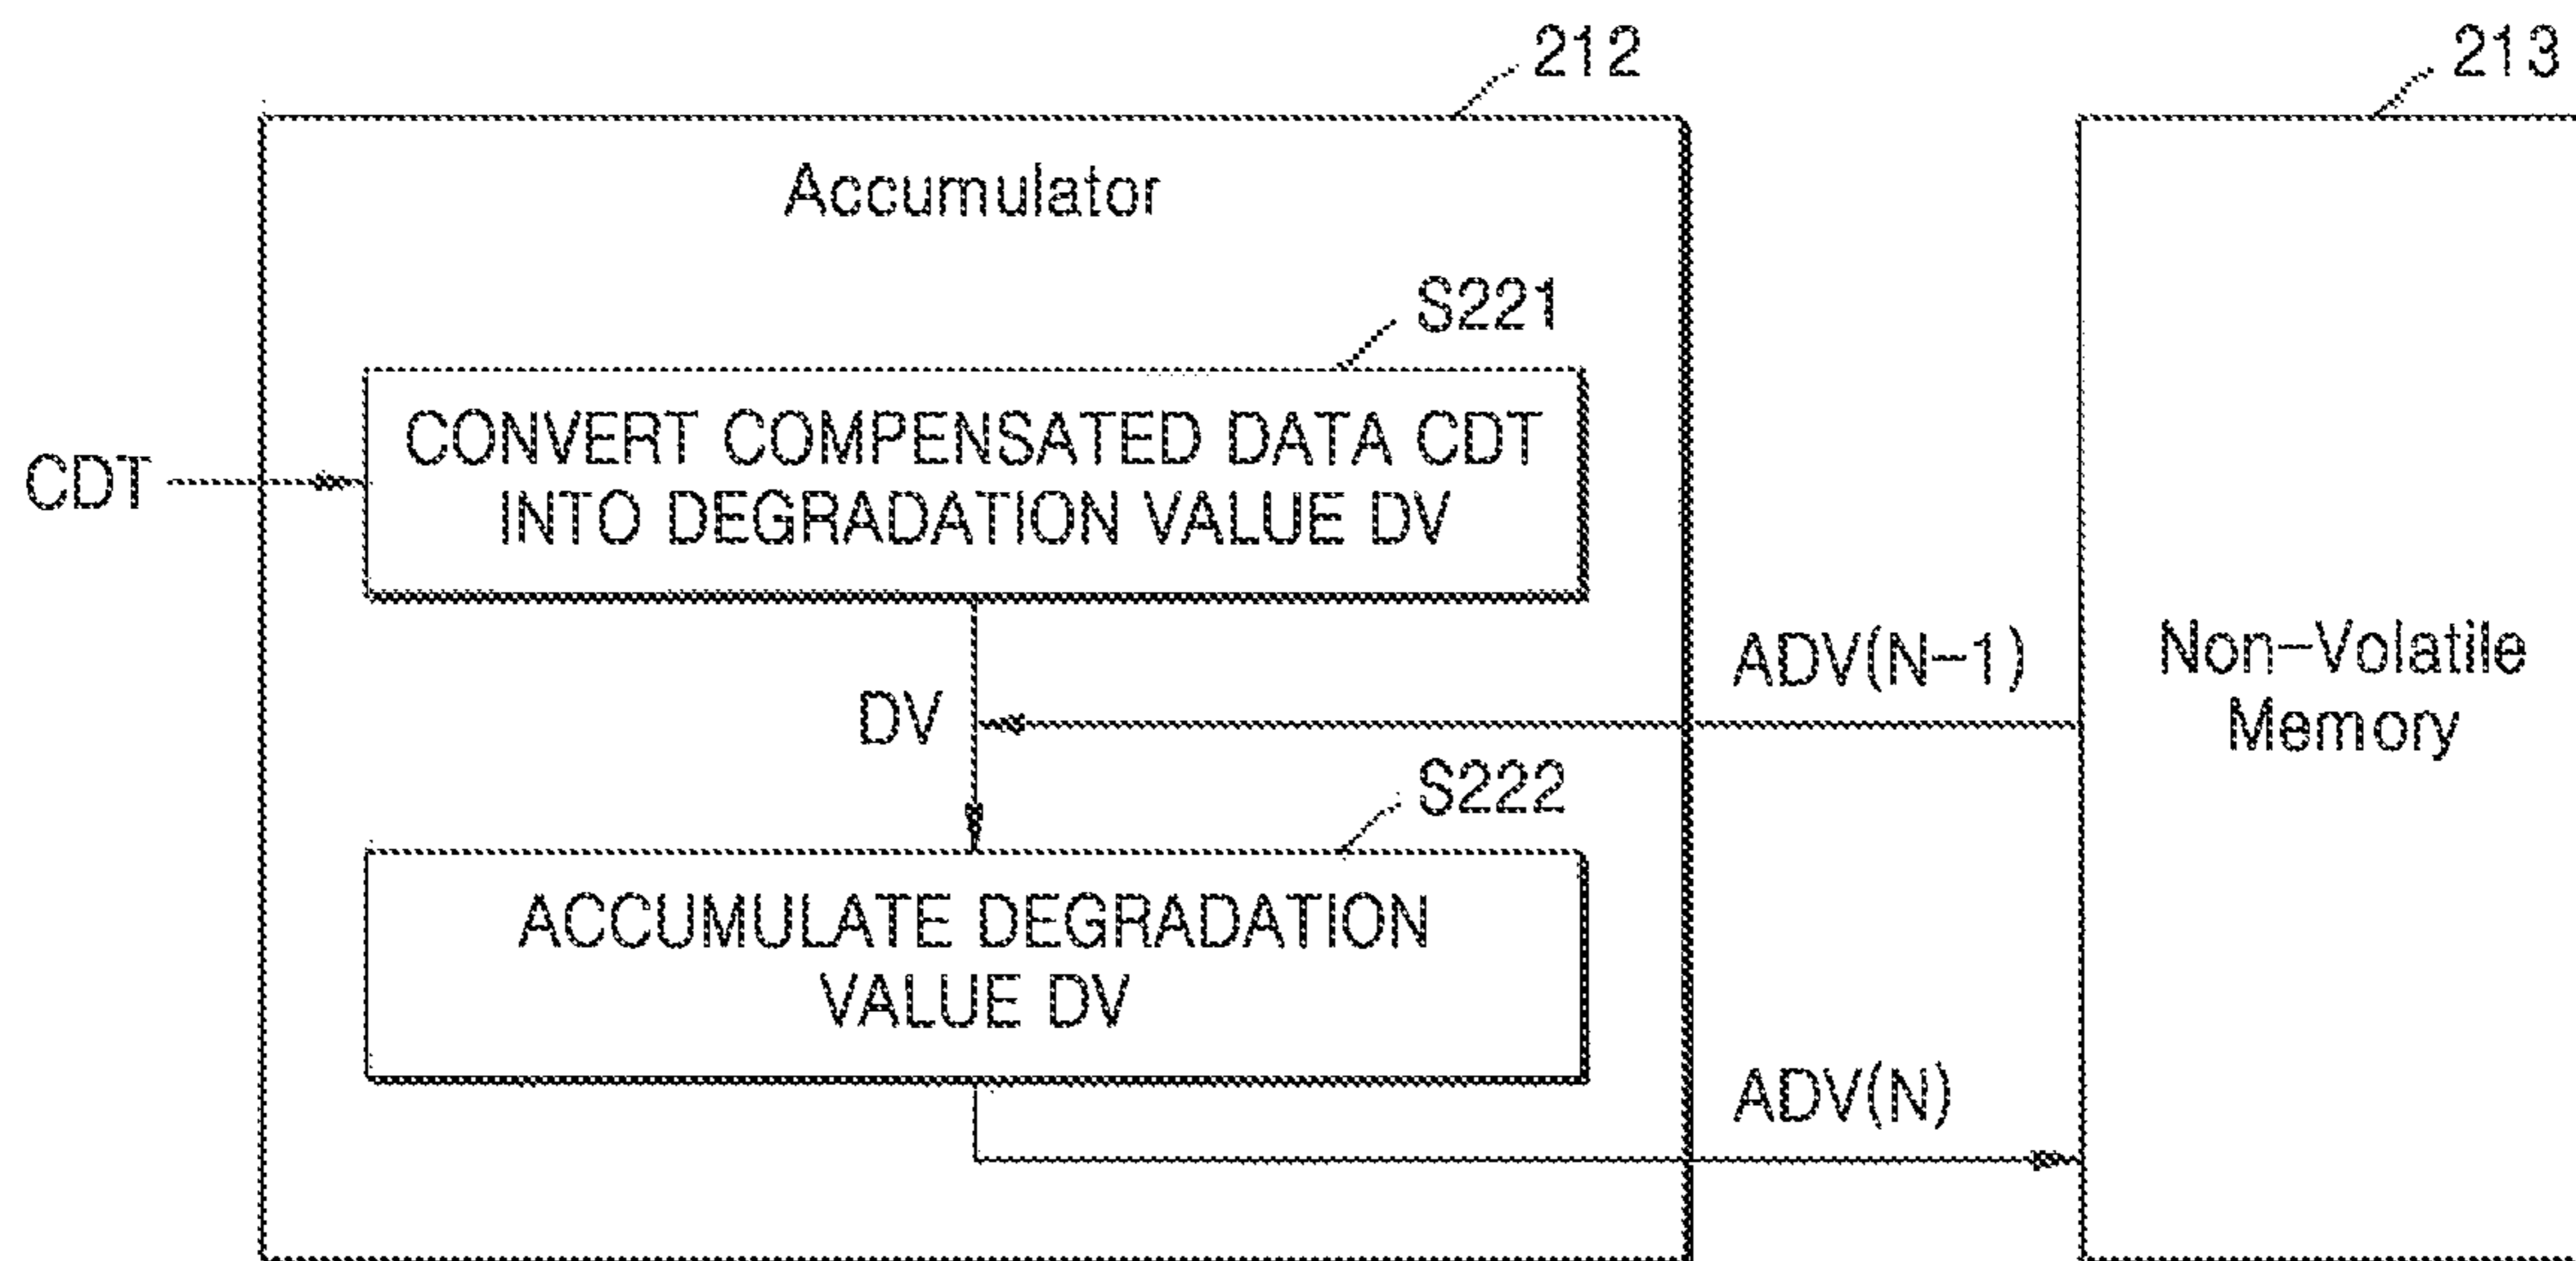 212
213
Accumulator
S221
CDT
CONVERT COMPENSATED DATA CDT
INTO DEGRADATION VALUE DV
ADV(N-1)
Non-Volatile
Memory
DV
S222
ACCUMULATE DEGRADATION
VALUE DV
ADV(N)